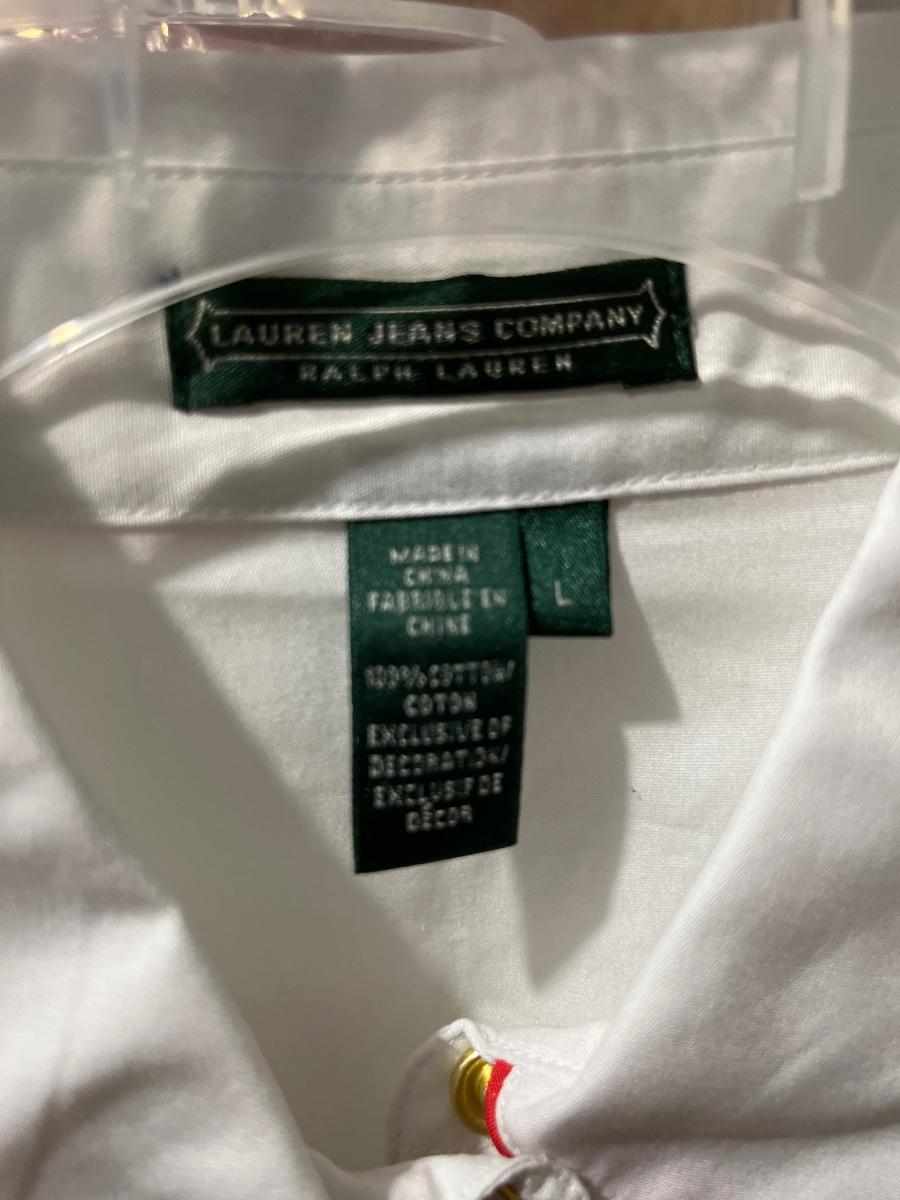 LAUREN JEANS COMPANY
RALPH LAUREN
MADE IN
CHINA
FABRIQUE EN
CHINE
L
100% COTTON/
COTON
EXCLUSIVE OF
DECORATION/
EXCLUSIF DE
DÉCOR